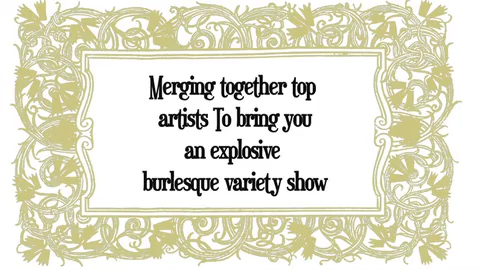 Merging together top
artists To bring you
an explosive
burlesque variety show